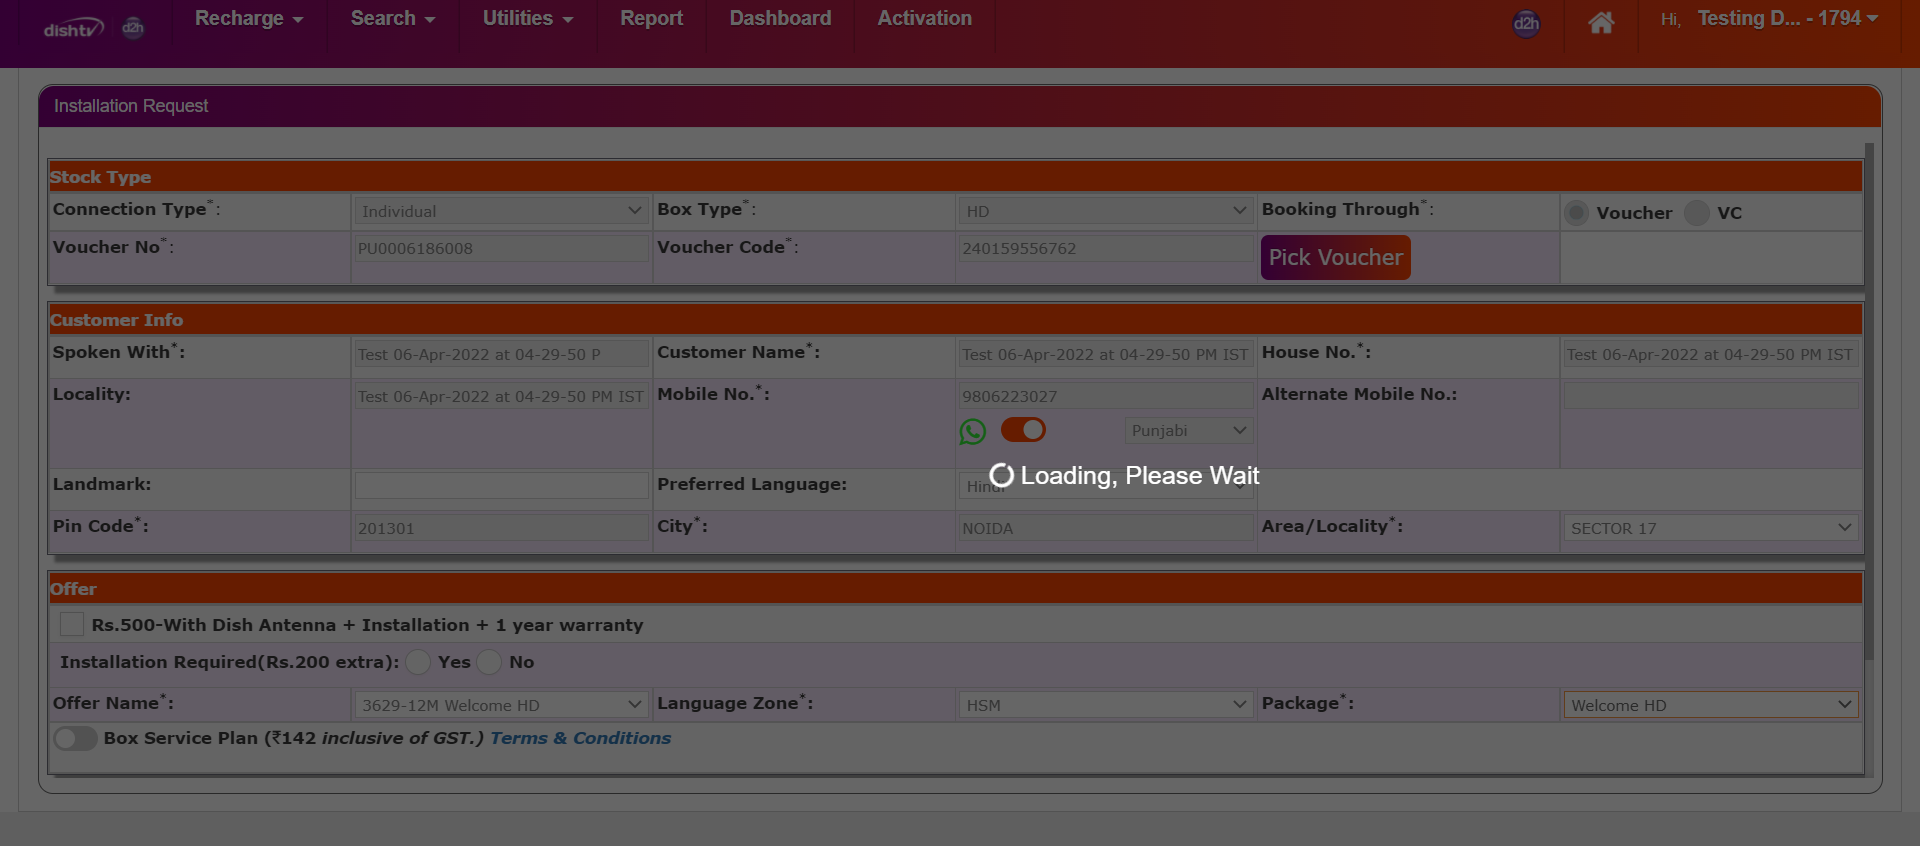 dishtv d2h Recharge Search Utilities Report Dashboard Activation d2h Hi, Testing D... - 1794
Installation Request
Stock Type
Connection Type*: Individual Box Type*: HD Booking Through*: Voucher VC
Voucher No*: PU0006186008 Voucher Code*: 240159556762 Pick Voucher
Customer Info
Spoken With*: Test 06-Apr-2022 at 04-29-50 P Customer Name*: Test 06-Apr-2022 at 04-29-50 PM IST House No.*: Test 06-Apr-2022 at 04-29-50 PM IST
Locality: Test 06-Apr-2022 at 04-29-50 PM IST Mobile No.*: 9806223027 Alternate Mobile No.:
Punjabi
Loading, Please Wait
Landmark: Preferred Language: Hindi
Pin Code*: 201301 City*: NOIDA Area/Locality*: SECTOR 17
Offer
Rs.500-With Dish Antenna + Installation + 1 year warranty
Installation Required(Rs.200 extra): Yes No
Offer Name*: 3629-12M Welcome HD Language Zone*: HSM Package*: Welcome HD
Box Service Plan (₹142 inclusive of GST.) Terms & Conditions